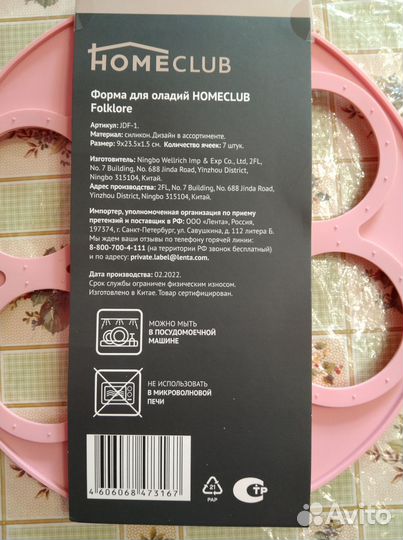 HOMECLUB
Форма для оладий HOMECLUB
Folklore
Артикул: JDF-1.
Материал: силикон. Дизайн в ассортименте.
Размер: 9х23.5х1.5 см. Количество ячеек: 7 штук.
Изготовитель: Ningbo Wellrich Imp & Exp Co., Ltd, 2FL,
No. 7 Building, No. 688 Jinda Road, Yinzhou District,
Ningbo 315104, Китай.
Адрес производства: 2FL, No. 7 Building, No. 688 Jinda Road,
Yinzhou District, Ningbo 315104, Китай.
Импортер, уполномоченная организация по приему
претензий и поставщик в РФ: ООО «Лента», Россия,
197374, г. Санкт-Петербург, ул. Савушкина, д. 112 литера Б.
Мы ждем ваши отзывы по телефону горячей линии:
8-800-700-4-111 (на территории РФ звонок бесплатный)
и по адресу: private.label@lenta.com.
Дата производства: 02.2022.
Срок службы ограничен физическим износом.
Изготовлено в Китае. Товар сертифицирован.
МОЖНО МЫТЬ
В ПОСУДОМОЕЧНОЙ
МАШИНЕ
НЕ ИСПОЛЬЗОВАТЬ
В МИКРОВОЛНОВОЙ
ПЕЧИ
4 606068 473167
21
PAP
СТР
Avito